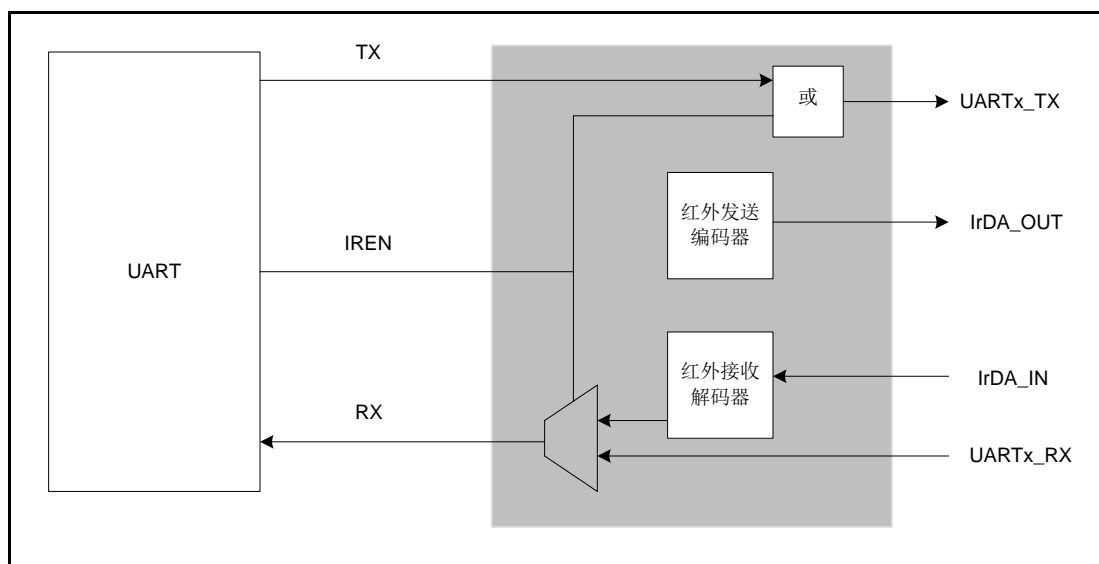 TX
或
UARTx_TX
红外发送
编码器
IrDA_OUT
IREN
UART
红外接收
解码器
IrDA_IN
RX
UARTx_RX